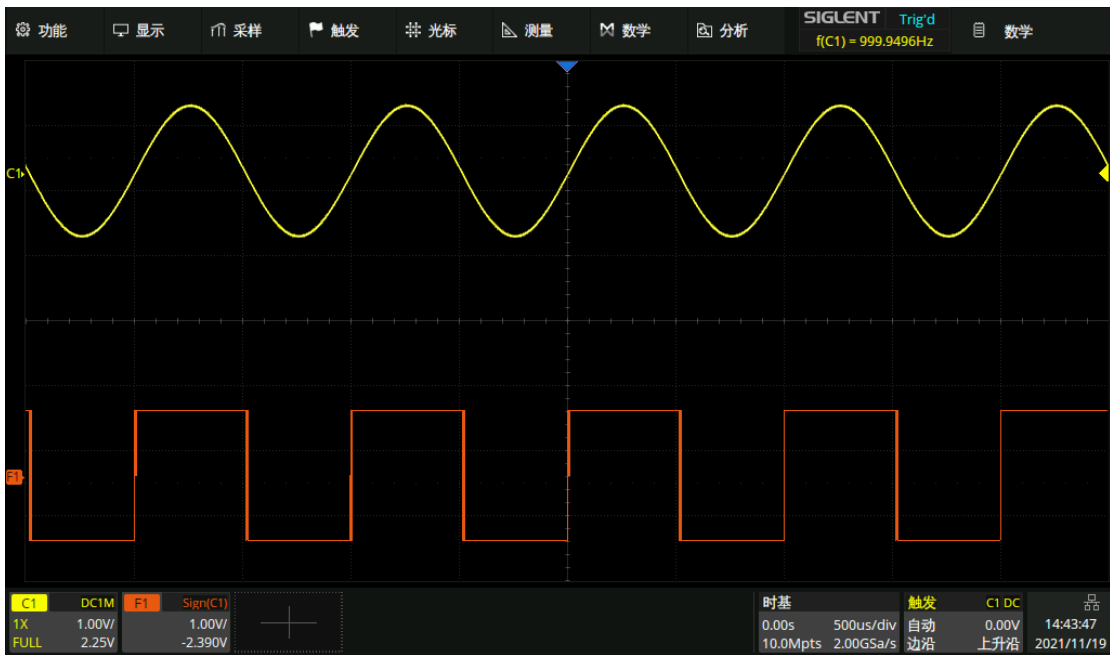 功能 显示 采样 触发 光标 测量 数学 分析 SIGLENT Trig'd 数学
f(C1) = 999.9496Hz
C1
F1
C1 DC1M F1 Sign(C1) 时基 触发 C1 DC
1X 1.00V/ 1.00V/ 0.00s 500us/div 自动 0.00V 14:43:47
FULL 2.25V -2.390V 10.0Mpts 2.00GSa/s 边沿 上升沿 2021/11/19